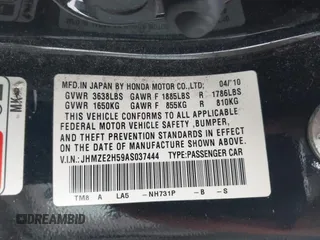 MFD.IN JAPAN BY HONDA MOTOR CO.,LTD. 04/10
GVWR 3638LBS GAWR F 1885LBS R 1786LBS
GVWR 1650KG GAWR F 855KG R 810KG
THIS VEHICLE CONFORMS TO ALL APPLICABLE
FEDERAL MOTOR VEHICLE SAFETY ,BUMPER,
AND THEFT PREVENTION STANDARDS IN EFFECT
ON THE DATE OF MANUFACTURE SHOWN ABOVE.
V.I.N.: JHMZE2H59AS037444 TYPE:PASSENGER CAR
TM8 A LA5 -NH731P -B -S
MK
DREAMBID